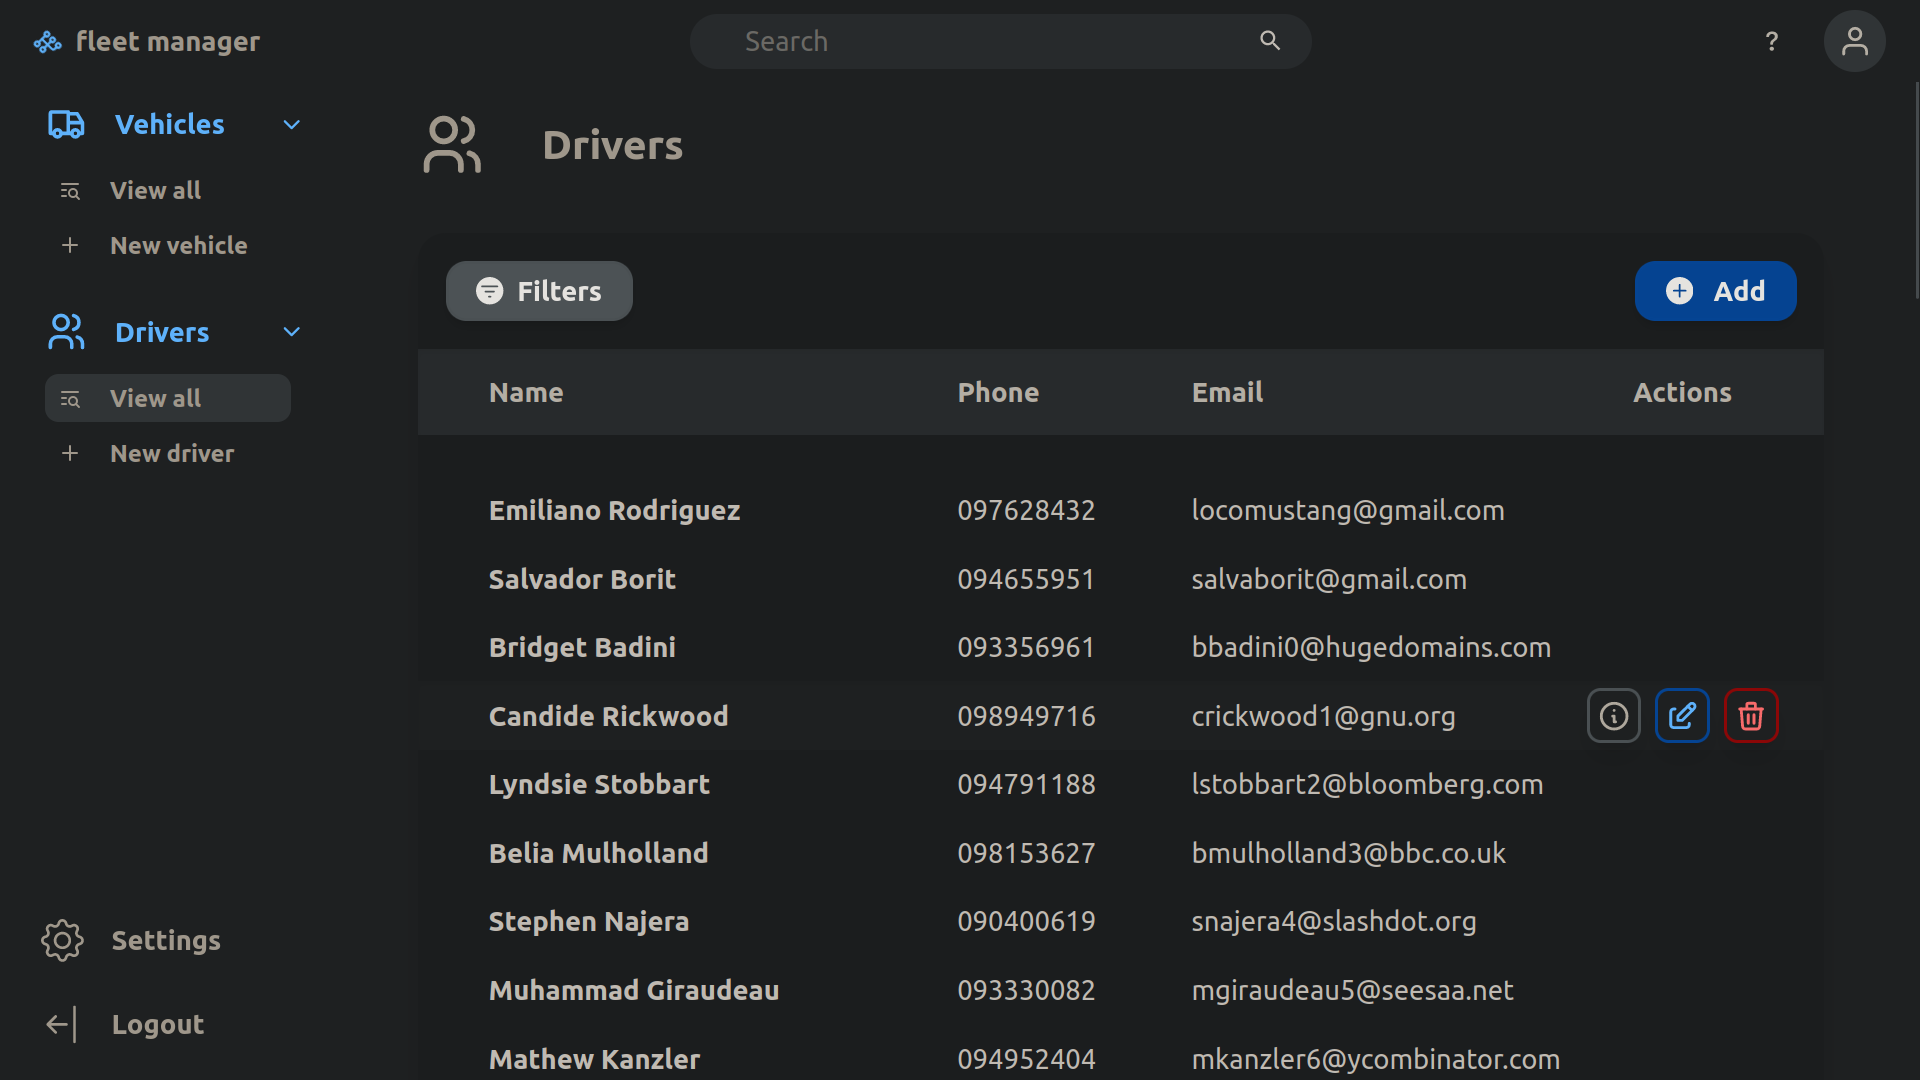 fleet manager
Search
?
Vehicles
View all
New vehicle
Drivers
View all
New driver
Settings
Logout
Drivers
Filters
Add
Name Phone Email Actions
Emiliano Rodriguez 097628432 locomustang@gmail.com
Salvador Borit 094655951 salvaborit@gmail.com
Bridget Badini 093356961 bbadini0@hugedomains.com
Candide Rickwood 098949716 crickwood1@gnu.org
Lyndsie Stobbart 094791188 lstobbart2@bloomberg.com
Belia Mulholland 098153627 bmulholland3@bbc.co.uk
Stephen Najera 090400619 snajera4@slashdot.org
Muhammad Giraudeau 093330082 mgiraudeau5@seesaa.net
Mathew Kanzler 094952404 mkanzler6@ycombinator.com